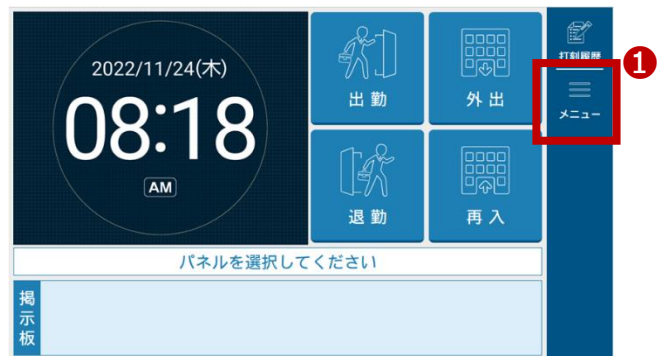 2022/11/24(木)
08:18
AM
出勤
外出
退勤
再入
打刻履歴
メニュー
1
パネルを選択してください
掲示板